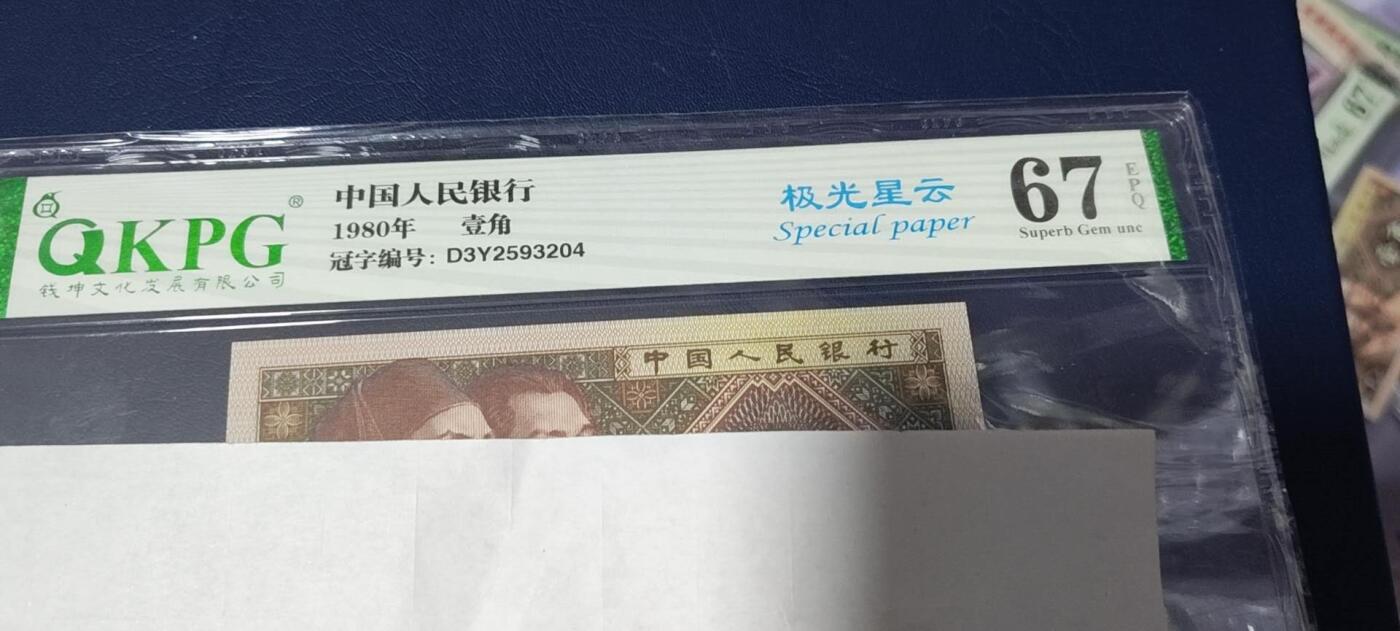 QKPG®
钱坤文化发展有限公司
中国人民银行
1980年 壹角
冠字编号: D3Y2593204
极光星云
Special paper
67
EPQ
Superb Gem unc
中国人民银行
67